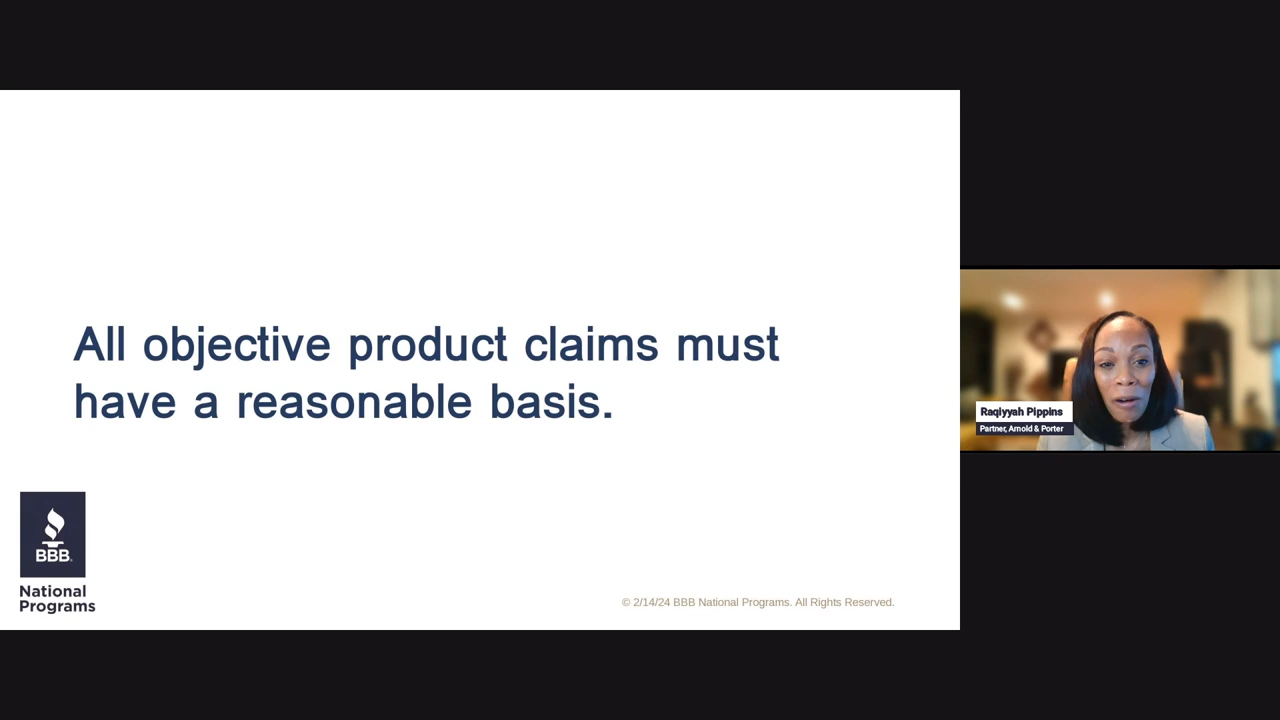 All objective product claims must
have a reasonable basis.
BBB
National
Programs
© 2/14/24 BBB National Programs. All Rights Reserved.
Raqiyyah Pippins
Partner, Arnold & Porter